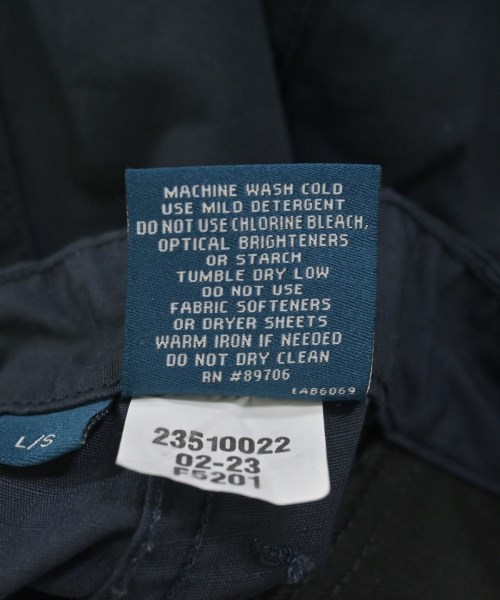 MACHINE WASH COLD
USE MILD DETERGENT
DO NOT USE CHLORINE BLEACH,
OPTICAL BRIGHTENERS
OR STARCH
TUMBLE DRY LOW
DO NOT USE
FABRIC SOFTENERS
OR DRYER SHEETS
WARM IRON IF NEEDED
DO NOT DRY CLEAN
RN #89706
LAB6069
L/S
23510022
02-23
F5201